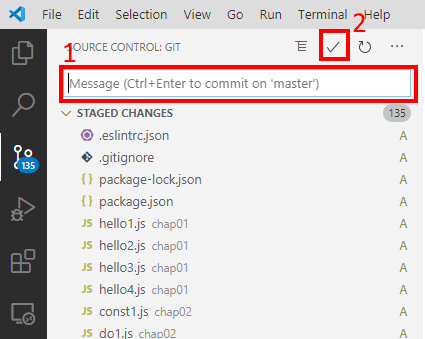 File Edit Selection View Go Run Terminal Help
2
1
SOURCE CONTROL: GIT
Message (Ctrl+Enter to commit on 'master')
STAGED CHANGES 135
.eslintrc.json A
.gitignore A
{ } package-lock.json A
{ } package.json A
JS hello1.js chap01 A
JS hello2.js chap01 A
JS hello3.js chap01 A
JS hello4.js chap01 A
JS const1.js chap02 A
JS do1.js chap02 A
135